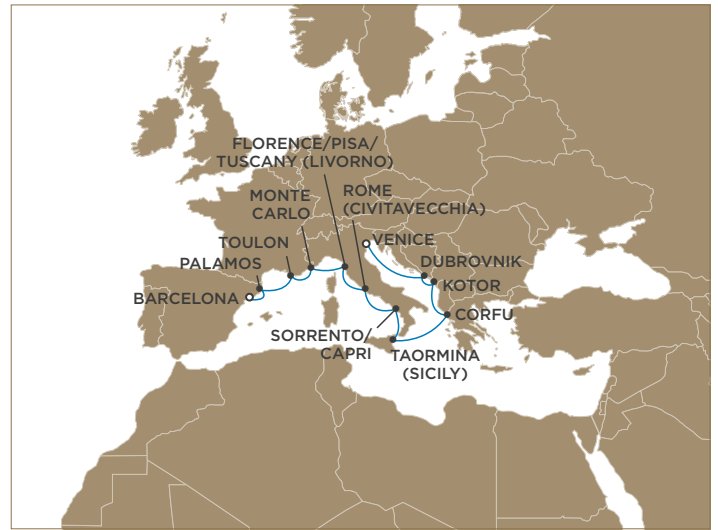 FLORENCE/PISA/
TUSCANY (LIVORNO)
MONTE
CARLO
ROME
(CIVITAVECCHIA)
TOULON
VENICE
PALAMOS
DUBROVNIK
KOTOR
BARCELONA
CORFU
SORRENTO/
CAPRI
TAORMINA
(SICILY)